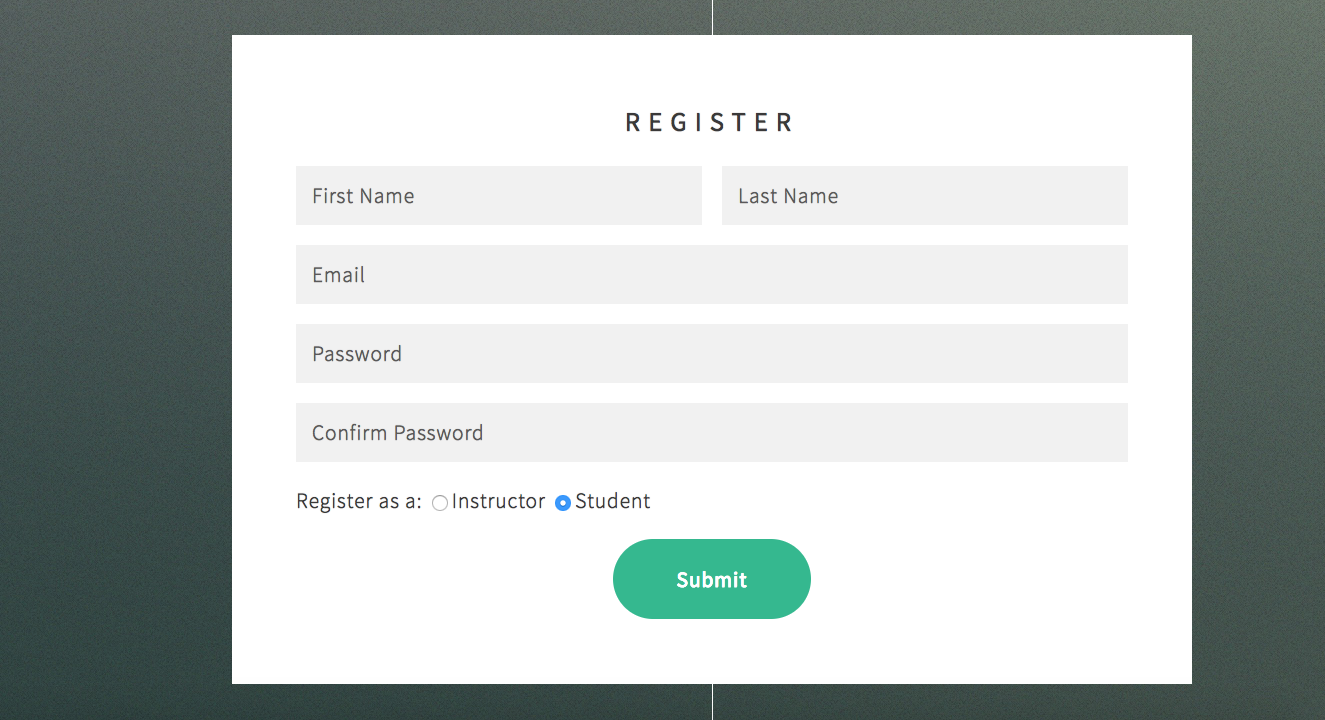 REGISTER
First Name Last Name
Email
Password
Confirm Password
Register as a: Instructor Student
Submit